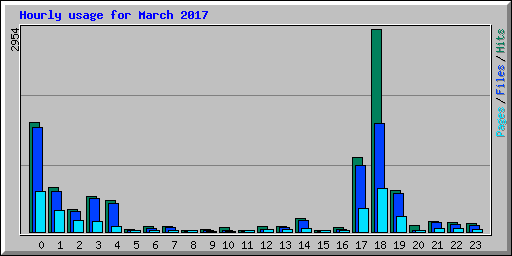 Hourly usage for March 2017
2954
Pages/Files/Hits
0 1 2 3 4 5 6 7 8 9 10 11 12 13 14 15 16 17 18 19 20 21 22 23